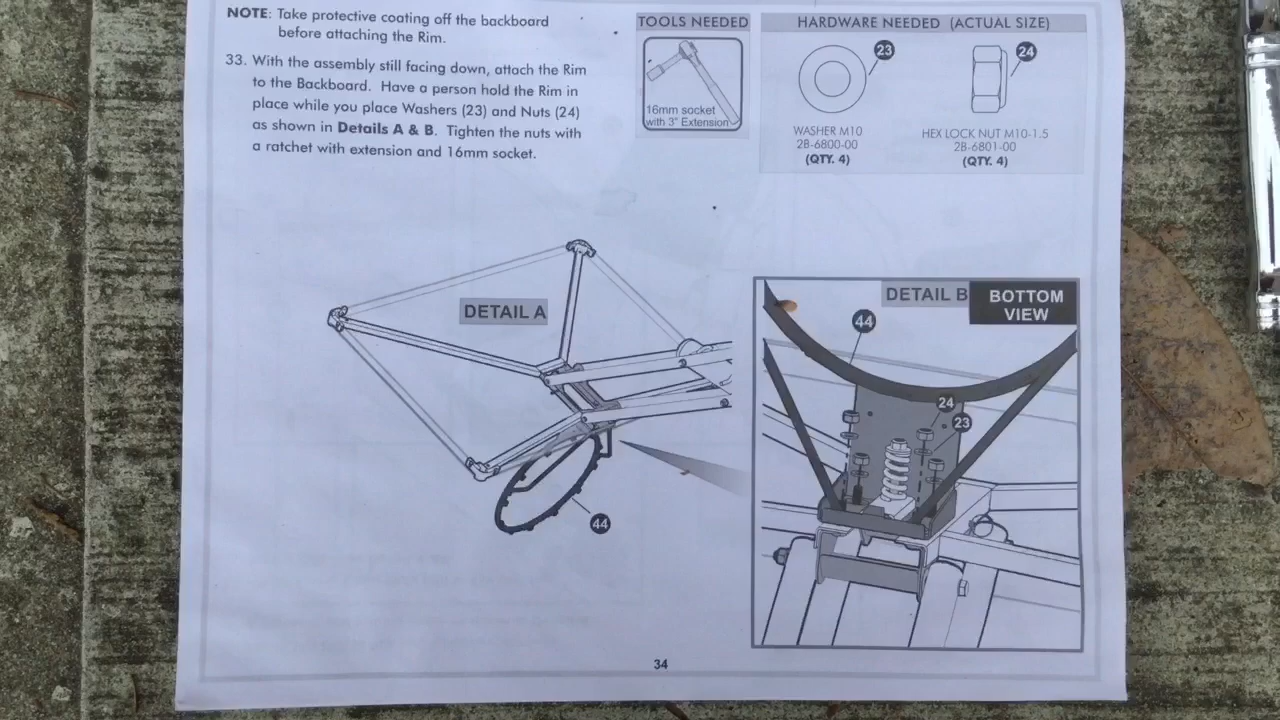 NOTE: Take protective coating off the backboard
before attaching the Rim.
33. With the assembly still facing down, attach the Rim
to the Backboard. Have a person hold the Rim in
place while you place Washers (23) and Nuts (24)
as shown in Details A & B. Tighten the nuts with
a ratchet with extension and 16mm socket.
TOOLS NEEDED
16mm socket
with 3" Extension
HARDWARE NEEDED (ACTUAL SIZE)
23
WASHER M10
2B-6800-00
(QTY. 4)
24
HEX LOCK NUT M10-1.5
2B-6801-00
(QTY. 4)
DETAIL A
44
DETAIL B
BOTTOM
VIEW
44
24
23
34